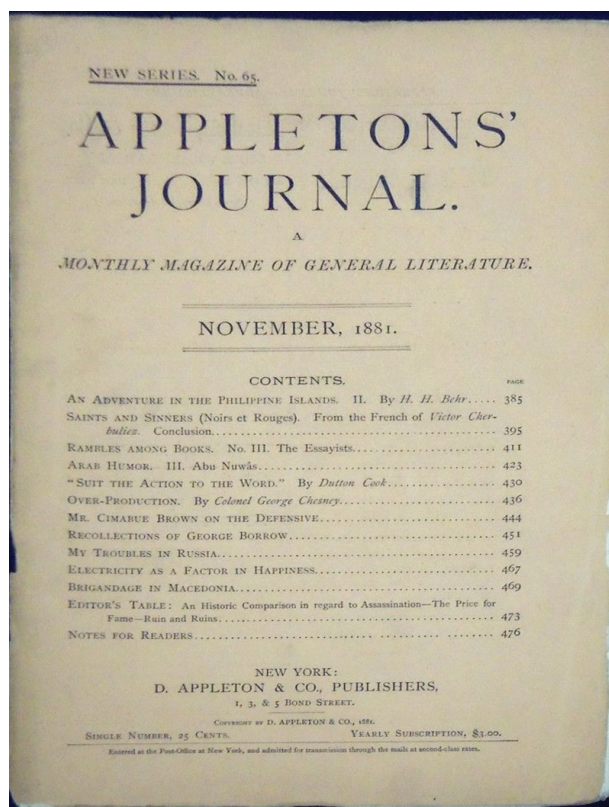 NEW SERIES. No. 65.
APPLETONS'
JOURNAL.
A
MONTHLY MAGAZINE OF GENERAL LITERATURE.
NOVEMBER, 1881.
CONTENTS.
PAGE
AN ADVENTURE IN THE PHILIPPINE ISLANDS. II. By H. H. Behr..... 385
SAINTS AND SINNERS (Noirs et Rouges). From the French of Victor Cher-
buliez. Conclusion.................................................. 395
RAMBLES AMONG BOOKS. No. III. The Essayists......................... 411
ARAB HUMOR. III. Abu Nuwâs.......................................... 423
"SUIT THE ACTION TO THE WORD." By Dutton Cook....................... 430
OVER-PRODUCTION. By Colonel George Chesney.......................... 436
MR. CIMABUE BROWN ON THE DEFENSIVE.................................. 444
RECOLLECTIONS OF GEORGE BORROW...................................... 451
MY TROUBLES IN RUSSIA............................................... 459
ELECTRICITY AS A FACTOR IN HAPPINESS................................ 467
BRIGANDAGE IN MACEDONIA............................................. 469
EDITOR'S TABLE: An Historic Comparison in regard to Assassination—The Price for
Fame—Ruin and Ruins................................................. 473
NOTES FOR READERS................................................... 476
NEW YORK:
D. APPLETON & CO., PUBLISHERS,
1, 3, & 5 BOND STREET.
COPYRIGHT BY D. APPLETON & CO., 1881.
SINGLE NUMBER, 25 CENTS. YEARLY SUBSCRIPTION, $3.00.
Entered at the Post-Office at New York, and admitted for transmission through the mails at second-class rates.